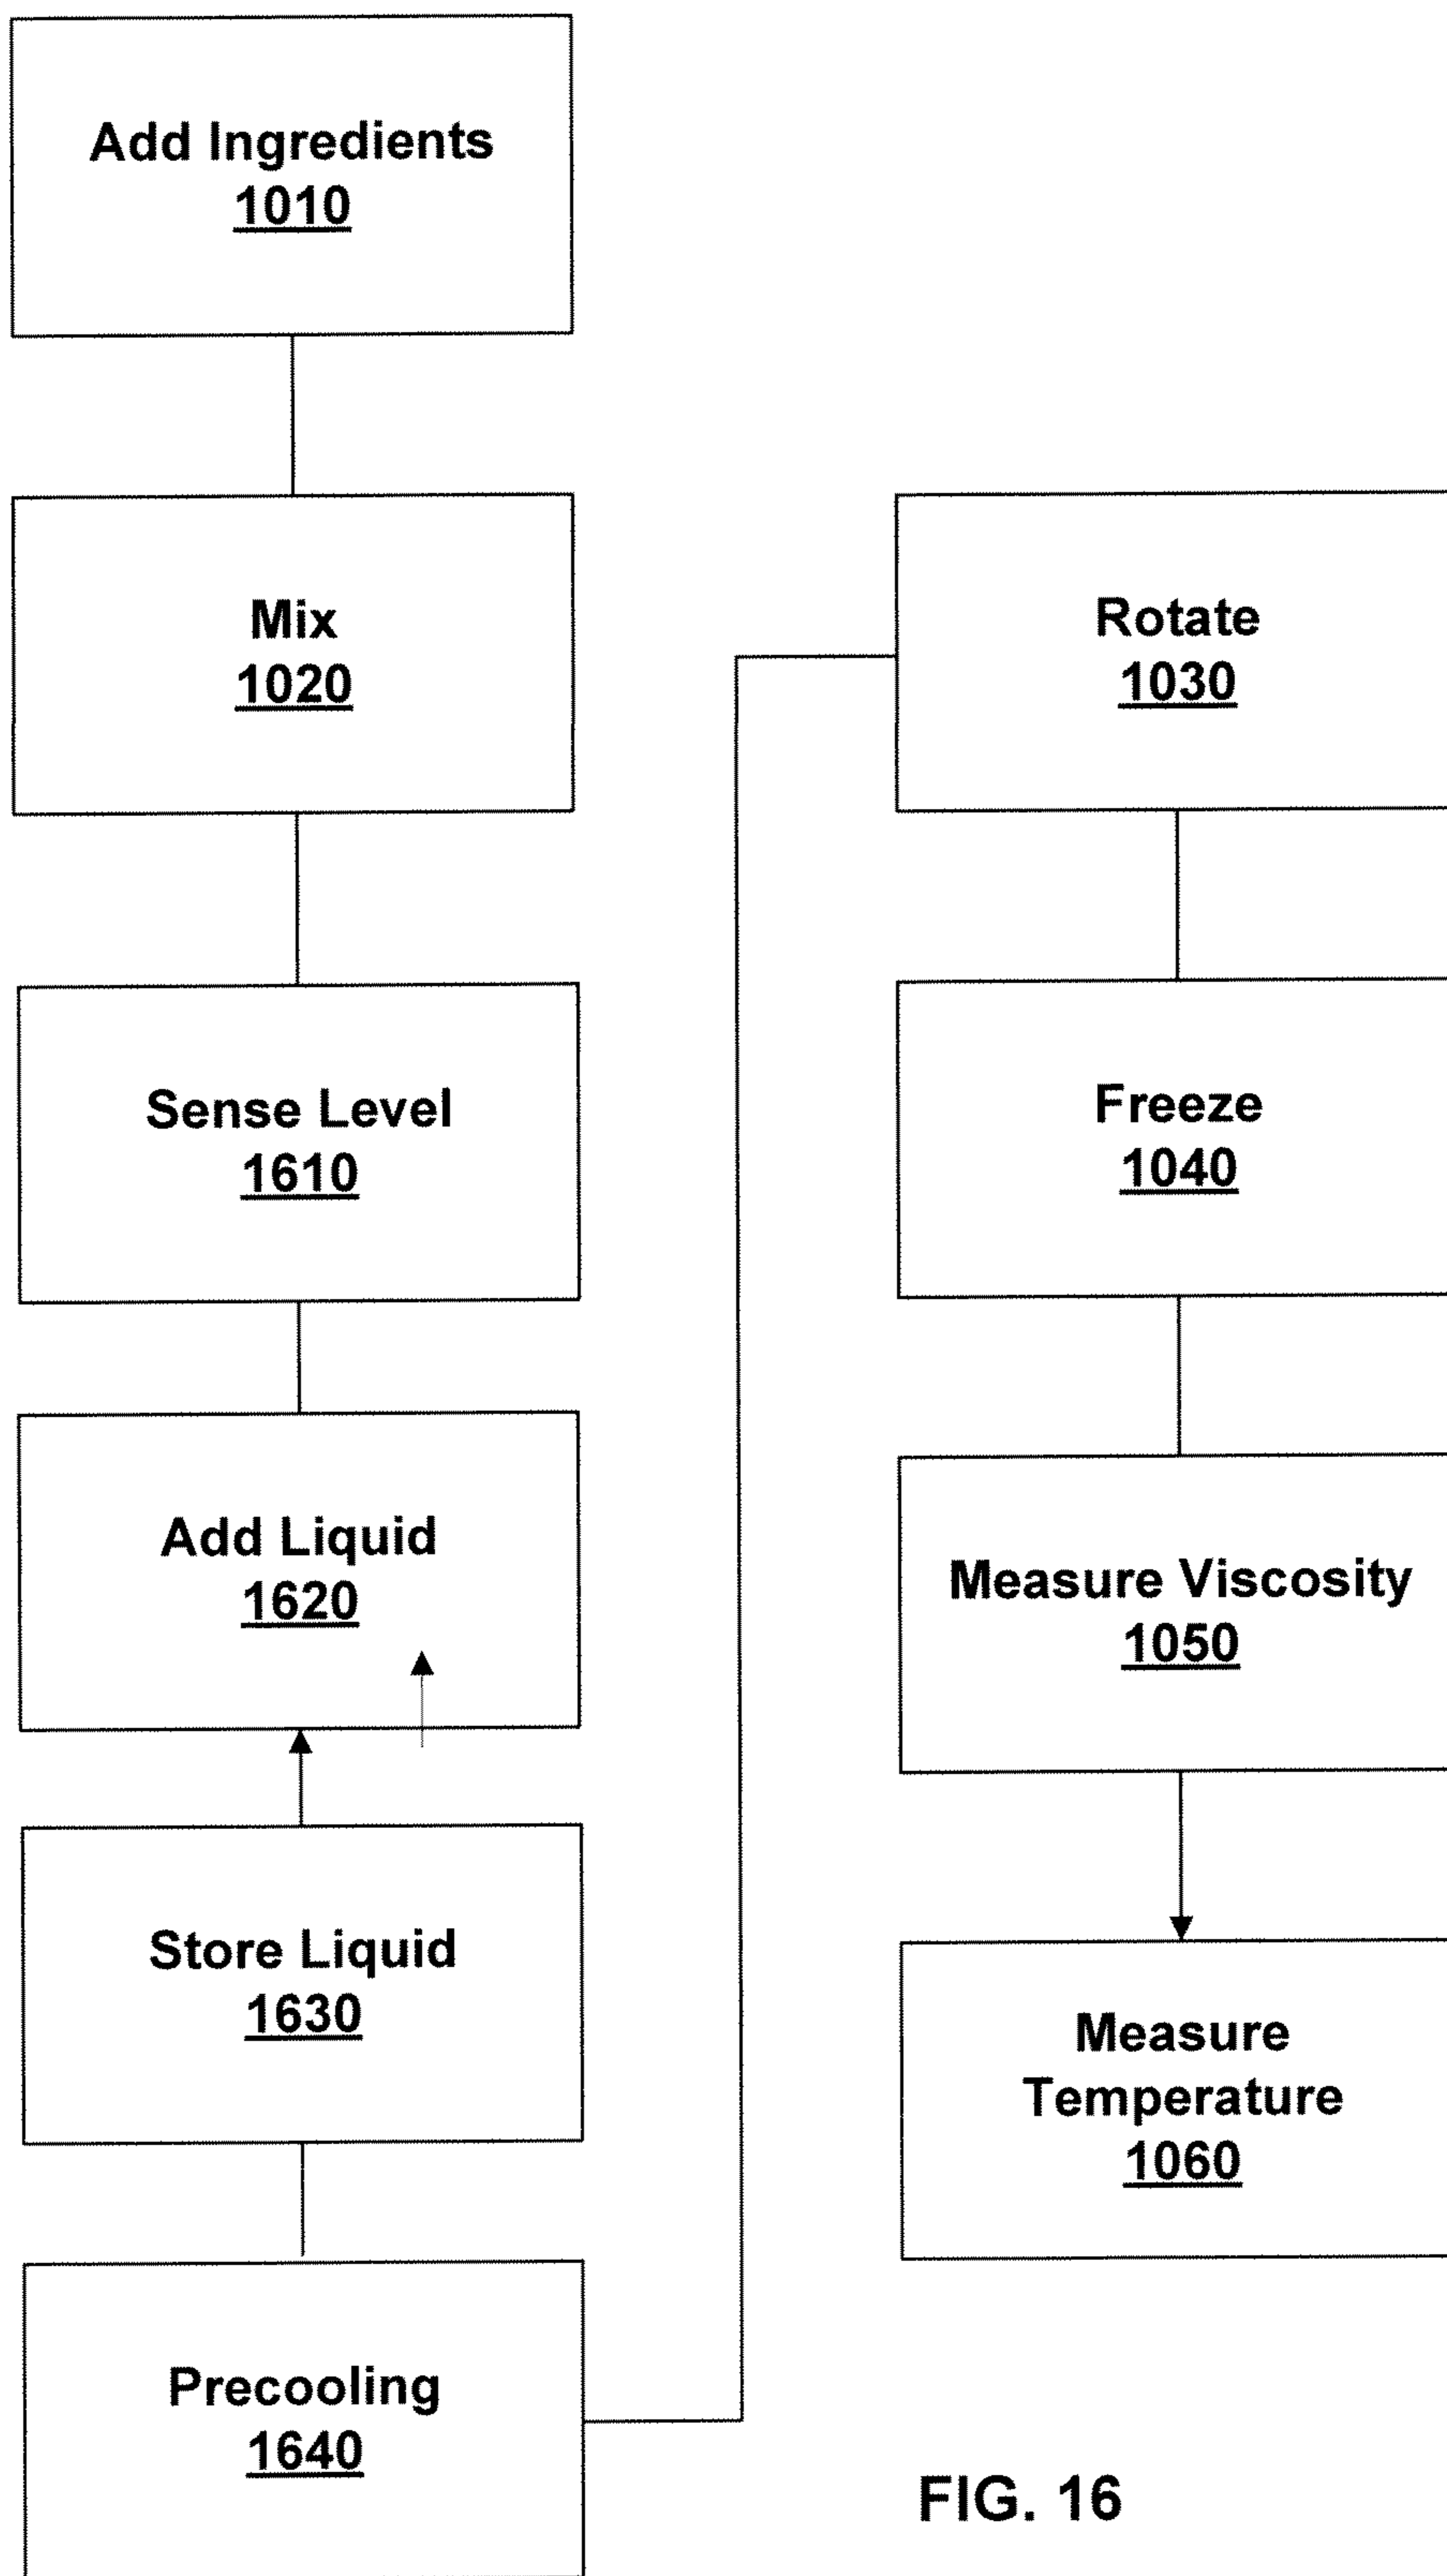 Add Ingredients
1010
Mix
1020
Sense Level
1610
Add Liquid
1620
Store Liquid
1630
Precooling
1640
Rotate
1030
Freeze
1040
Measure Viscosity
1050
Measure
Temperature
1060
FIG. 16